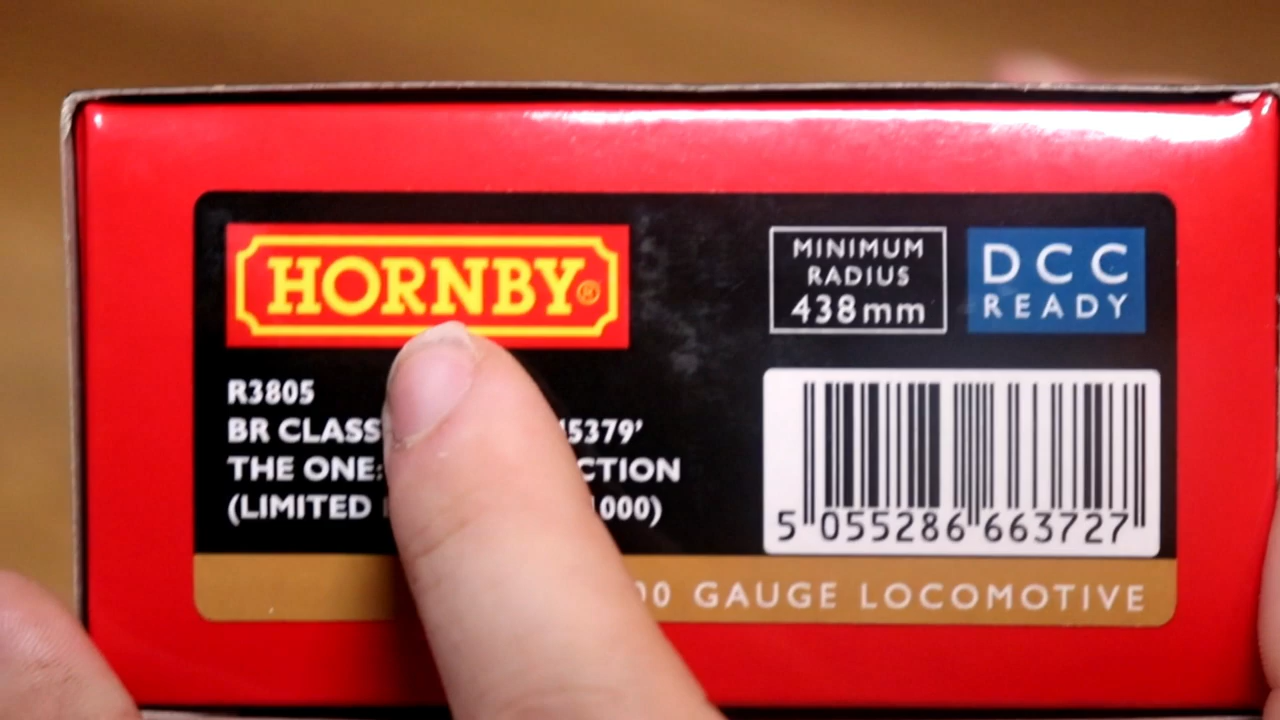 HORNBY®
MINIMUM
RADIUS
438mm
DCC
READY
R3805
BR CLASS 5379'
THE ONE: CTION
(LIMITED 000)
5 055286 663727
00 GAUGE LOCOMOTIVE